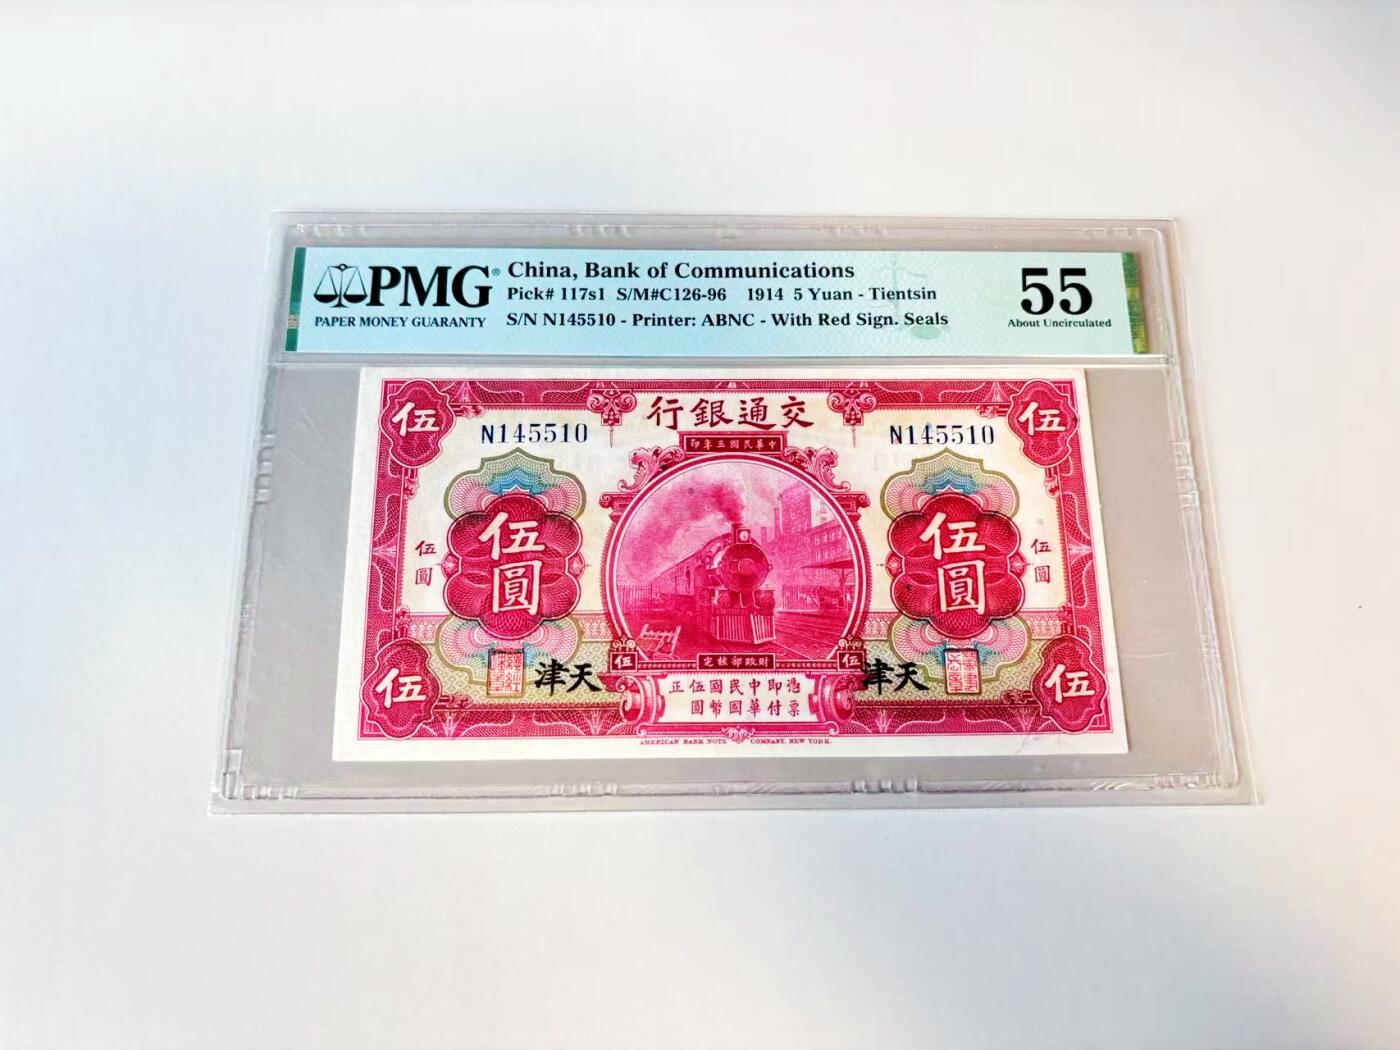 PMG®
PAPER MONEY GUARANTY
China, Bank of Communications
Pick# 117s1 S/M#C126-96 1914 5 Yuan - Tientsin
S/N N145510 - Printer: ABNC - With Red Sign. Seals
55
About Uncirculated
行銀通交
印年三國民華中
伍
伍
N145510
N145510
伍圓
伍圓
伍圓
伍圓
伍
伍
伍
定核部政財
伍
津天
津天
正伍國民中即憑
圓幣國華付票
AMERICAN BANK NOTE COMPANY, NEW YORK.